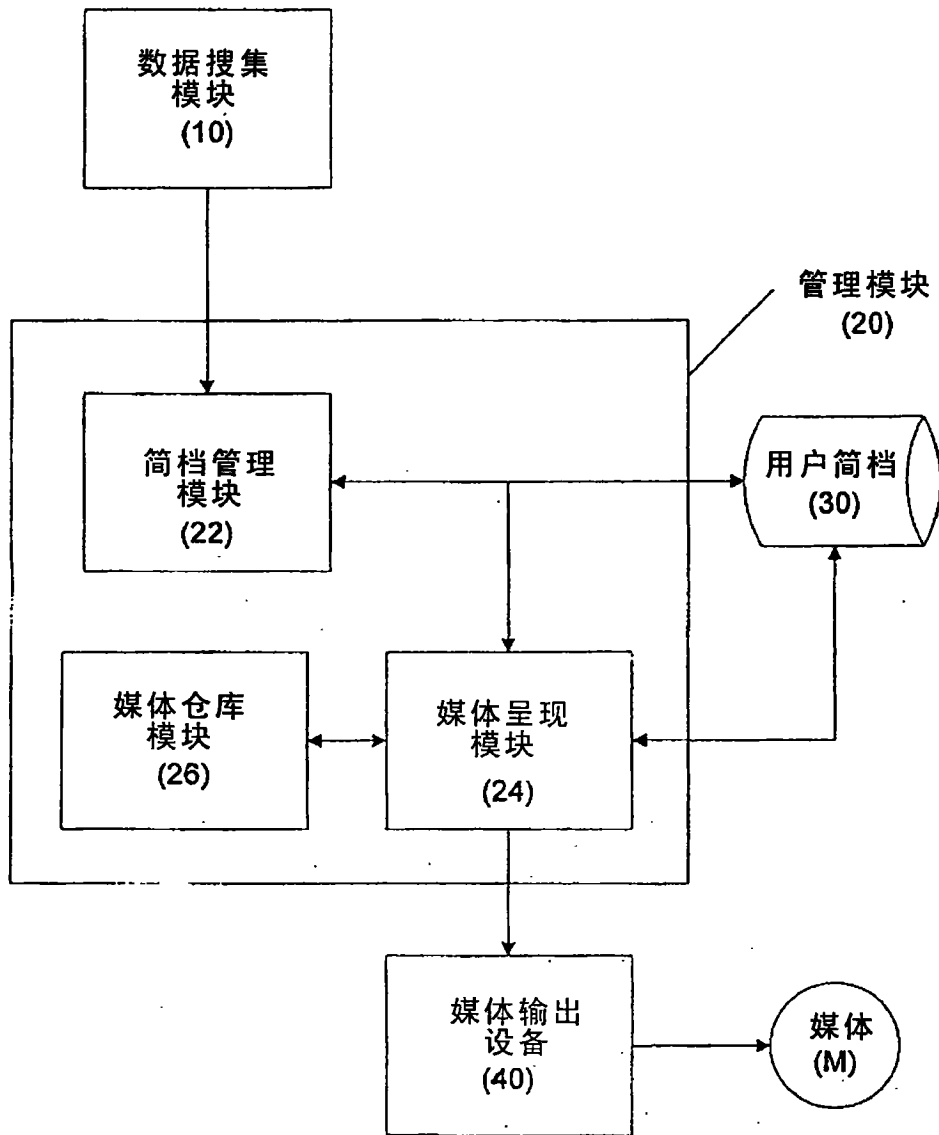 数据搜集
模块
(10)
管理模块
(20)
简档管理
模块
(22)
用户简档
(30)
媒体仓库
模块
(26)
媒体呈现
模块
(24)
媒体输出
设备
(40)
媒体
(M)